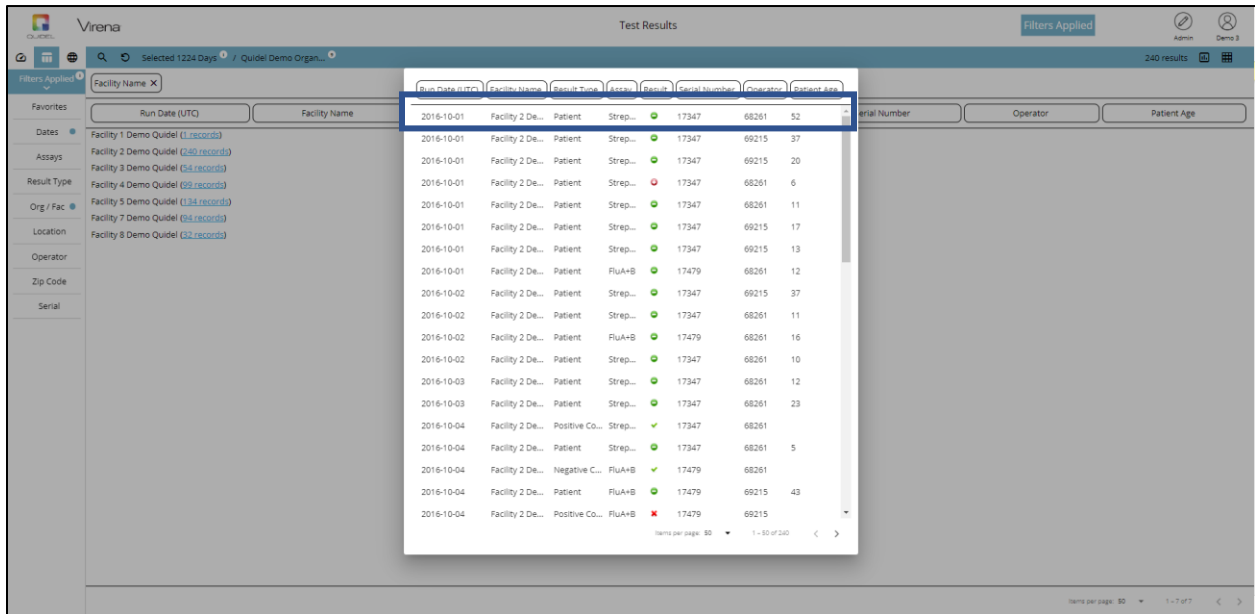 QUIDEL
Virena
Test Results
Filters Applied
Admin
Demo 3
Selected 1224 Days / Quidel Demo Organ...
240 results
Filters Applied
Facility Name X
Favorites
Dates
Assays
Result Type
Org / Fac
Location
Operator
Zip Code
Serial
Run Date (UTC) Facility Name erial Number Operator Patient Age
Facility 1 Demo Quidel (1 records)
Facility 2 Demo Quidel (240 records)
Facility 3 Demo Quidel (54 records)
Facility 4 Demo Quidel (99 records)
Facility 5 Demo Quidel (134 records)
Facility 7 Demo Quidel (94 records)
Facility 8 Demo Quidel (32 records)
Run Date (UTC) Facility Name Result Type Assay Result Serial Number Operator Patient Age
2016-10-01 Facility 2 De... Patient Strep... 17347 68261 52
2016-10-01 Facility 2 De... Patient Strep... 17347 69215 37
2016-10-01 Facility 2 De... Patient Strep... 17347 69215 20
2016-10-01 Facility 2 De... Patient Strep... 17347 68261 6
2016-10-01 Facility 2 De... Patient Strep... 17347 68261 11
2016-10-01 Facility 2 De... Patient Strep... 17347 69215 17
2016-10-01 Facility 2 De... Patient Strep... 17347 69215 13
2016-10-01 Facility 2 De... Patient FluA+B 17479 68261 12
2016-10-02 Facility 2 De... Patient Strep... 17347 69215 37
2016-10-02 Facility 2 De... Patient Strep... 17347 68261 11
2016-10-02 Facility 2 De... Patient FluA+B 17479 68261 16
2016-10-02 Facility 2 De... Patient Strep... 17347 68261 10
2016-10-03 Facility 2 De... Patient Strep... 17347 68261 12
2016-10-03 Facility 2 De... Patient Strep... 17347 68261 23
2016-10-04 Facility 2 De... Positive Co... Strep... 17347 68261
2016-10-04 Facility 2 De... Patient Strep... 17347 68261 5
2016-10-04 Facility 2 De... Negative C... FluA+B 17479 68261
2016-10-04 Facility 2 De... Patient FluA+B 17479 69215 43
2016-10-04 Facility 2 De... Positive Co... FluA+B 17479 69215
Items per page: 50 1 – 50 of 240
Items per page: 50 1 – 7 of 7